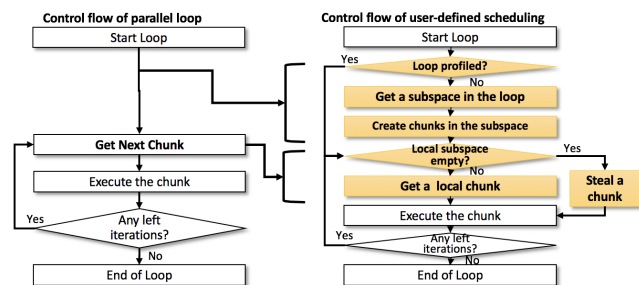 Control flow of parallel loop
Start Loop
Get Next Chunk
Execute the chunk
Yes
Any left
iterations?
No
End of Loop
Control flow of user-defined scheduling
Start Loop
Yes
Loop profiled?
No
Get a subspace in the loop
Create chunks in the subspace
Local subspace
empty?
Yes
No
Get a local chunk
Steal a
chunk
Execute the chunk
Yes
Any left
iterations?
No
End of Loop